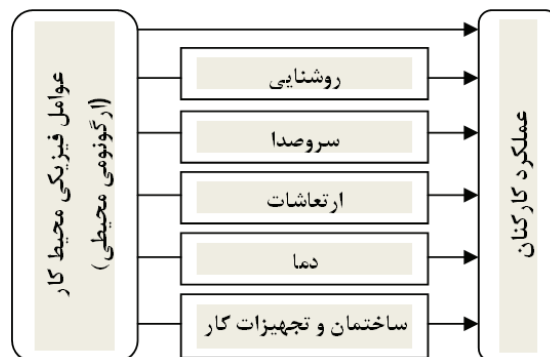 عوامل فیزیکی محیط کار
(ارگونومی محیطی)
روشنایی
سروصدا
ارتعاشات
دما
ساختمان و تجهیزات کار
عملکرد کارکنان